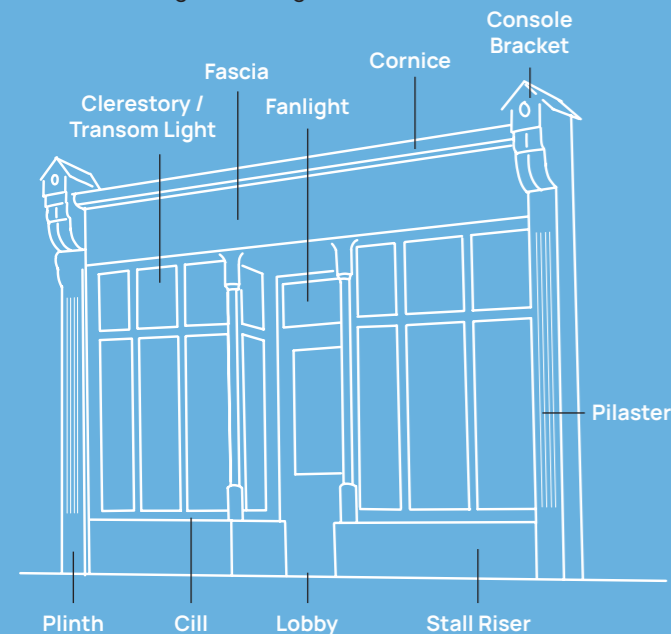 Console
Bracket
Cornice
Fascia
Clerestory /
Transom Light
Fanlight
Pilaster
Plinth
Cill
Lobby
Stall Riser